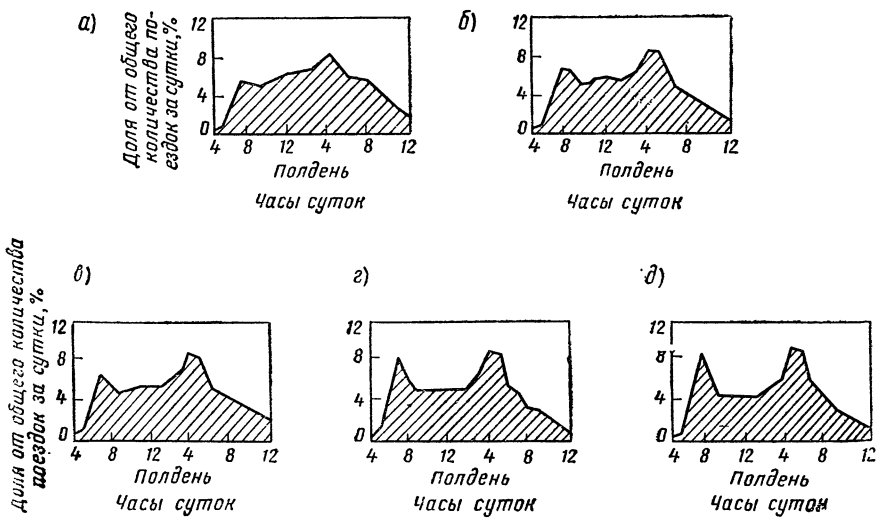 а)
Доля от общего
количества по-
ездок за сутки,%
12
8
4
0
4 8 12 4 8 12
Полдень
Часы суток
б)
12
8
4
0
4 8 12 4 8 12
Полдень
Часы суток
Доля от общего количества
поездок за сутки,%
в)
12
8
4
0
4 8 12 4 8 12
Полдень
Часы суток
г)
12
8
4
0
4 8 12 4 8 12
Полдень
Часы суток
д)
12
8
4
0
4 8 12 4 8 12
Полдень
Часы суток